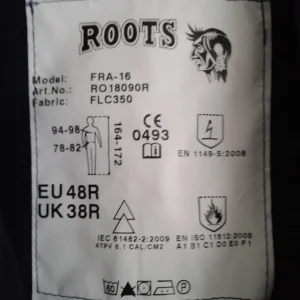 ROOTS
Model: FRA-16
Art.No.: RO18090R
Fabric: FLC350
94-98
78-82
164-172
CE
0493
EN 1149-5:2008
EU 48R
UK 38R
IEC 61482-2:2009
ATPV 8.1 CAL/CM2
EN ISO 11612:2008
A1 B1 C1 D0 E0 F1
60
P